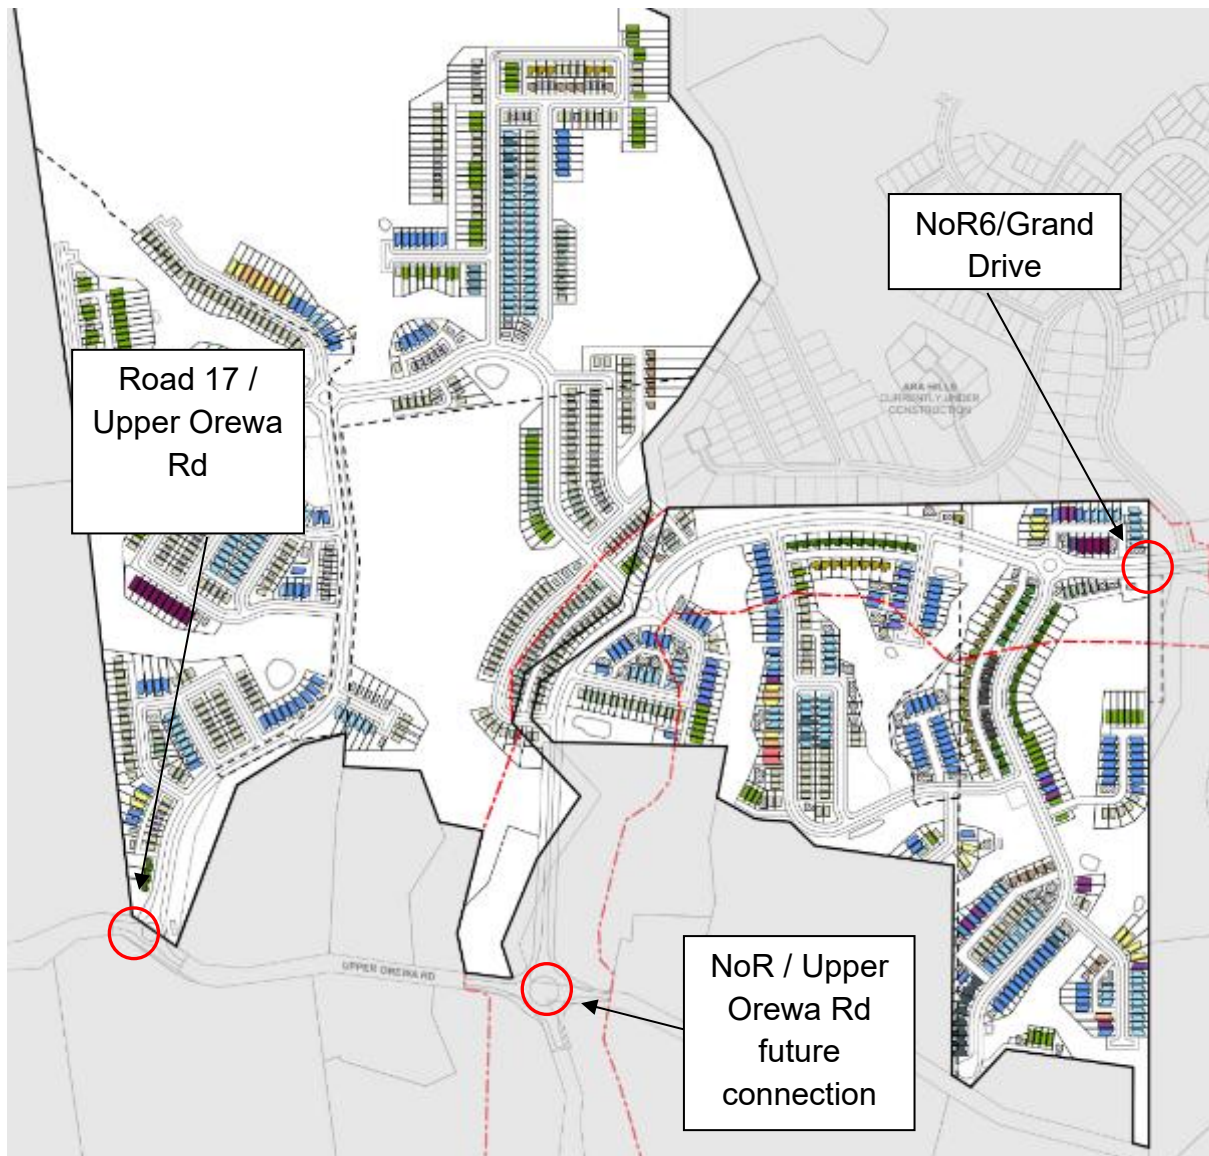 NoR6/Grand
Drive
ARA HILLS
CURRENTLY UNDER
CONSTRUCTION
Road 17 /
Upper Orewa
Rd
UPPER OREWA RD
NoR / Upper
Orewa Rd
future
connection